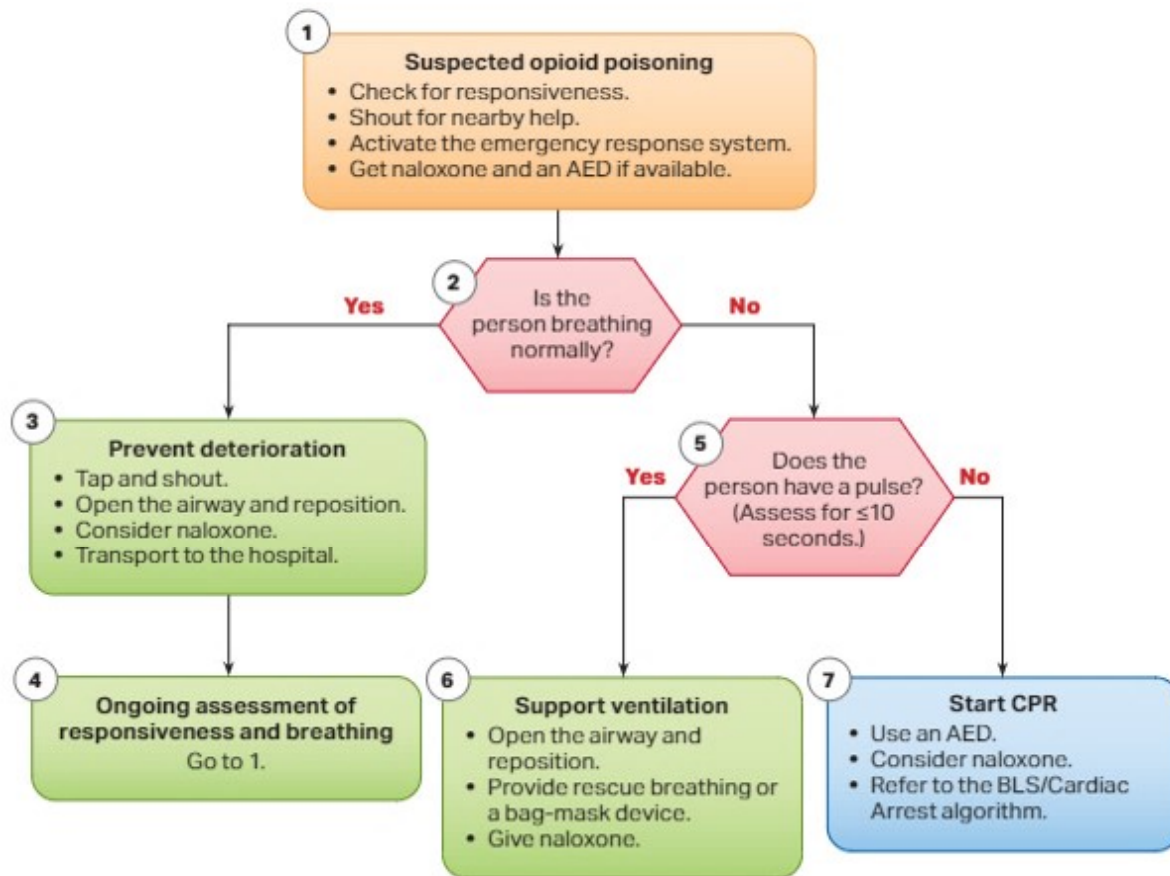 1
Suspected opioid poisoning
• Check for responsiveness.
• Shout for nearby help.
• Activate the emergency response system.
• Get naloxone and an AED if available.
2
Is the
person breathing
normally?
Yes
No
3
Prevent deterioration
• Tap and shout.
• Open the airway and reposition.
• Consider naloxone.
• Transport to the hospital.
4
Ongoing assessment of
responsiveness and breathing
Go to 1.
5
Does the
person have a pulse?
(Assess for ≤10
seconds.)
Yes
No
6
Support ventilation
• Open the airway and
reposition.
• Provide rescue breathing or
a bag-mask device.
• Give naloxone.
7
Start CPR
• Use an AED.
• Consider naloxone.
• Refer to the BLS/Cardiac
Arrest algorithm.